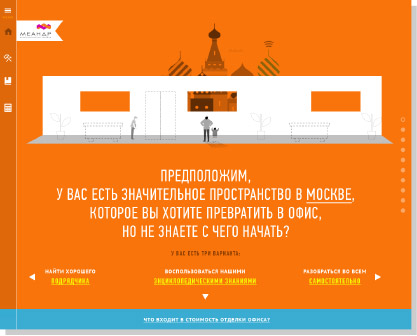 МЕАНДР
ПРЕДПОЛОЖИМ,
У ВАС ЕСТЬ ЗНАЧИТЕЛЬНОЕ ПРОСТРАНСТВО В МОСКВЕ,
КОТОРОЕ ВЫ ХОТИТЕ ПРЕВРАТИТЬ В ОФИС,
НО НЕ ЗНАЕТЕ С ЧЕГО НАЧАТЬ?
У ВАС ЕСТЬ ТРИ ВАРИАНТА:
НАЙТИ ХОРОШЕГО
ПОДРЯДЧИКА
ВОСПОЛЬЗОВАТЬСЯ НАШИМИ
ЭНЦИКЛОПЕДИЧЕСКИМИ ЗНАНИЯМИ
РАЗОБРАТЬСЯ ВО ВСЕМ
САМОСТОЯТЕЛЬНО
ЧТО ВХОДИТ В СТОИМОСТЬ ОТДЕЛКИ ОФИСА?